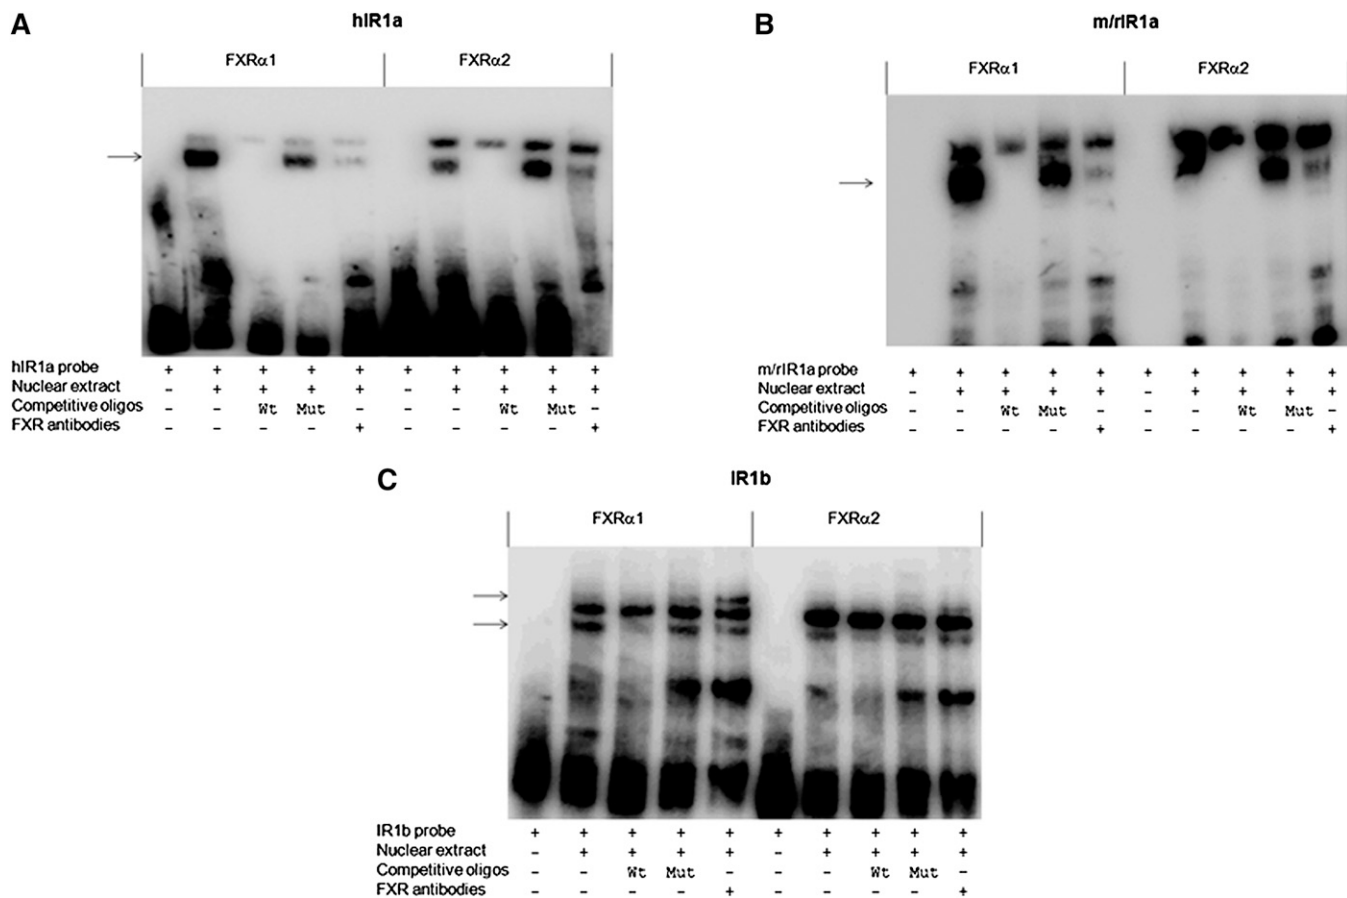 A
hIR1a
FXRα1 FXRα2
hIR1a probe + + + + + + + + + +
Nuclear extract - + + + + - + + + +
Competitive oligos - - Wt Mut - - - Wt Mut -
FXR antibodies - - - - + - - - - +
B
m/rIR1a
FXRα1 FXRα2
m/rIR1a probe + + + + + + + + + +
Nuclear extract - + + + + - + + + +
Competitive oligos - - Wt Mut - - - Wt Mut -
FXR antibodies - - - - + - - - - +
C
IR1b
FXRα1 FXRα2
IR1b probe + + + + + + + + + +
Nuclear extract - + + + + - + + + +
Competitive oligos - - Wt Mut - - - Wt Mut -
FXR antibodies - - - - + - - - - +